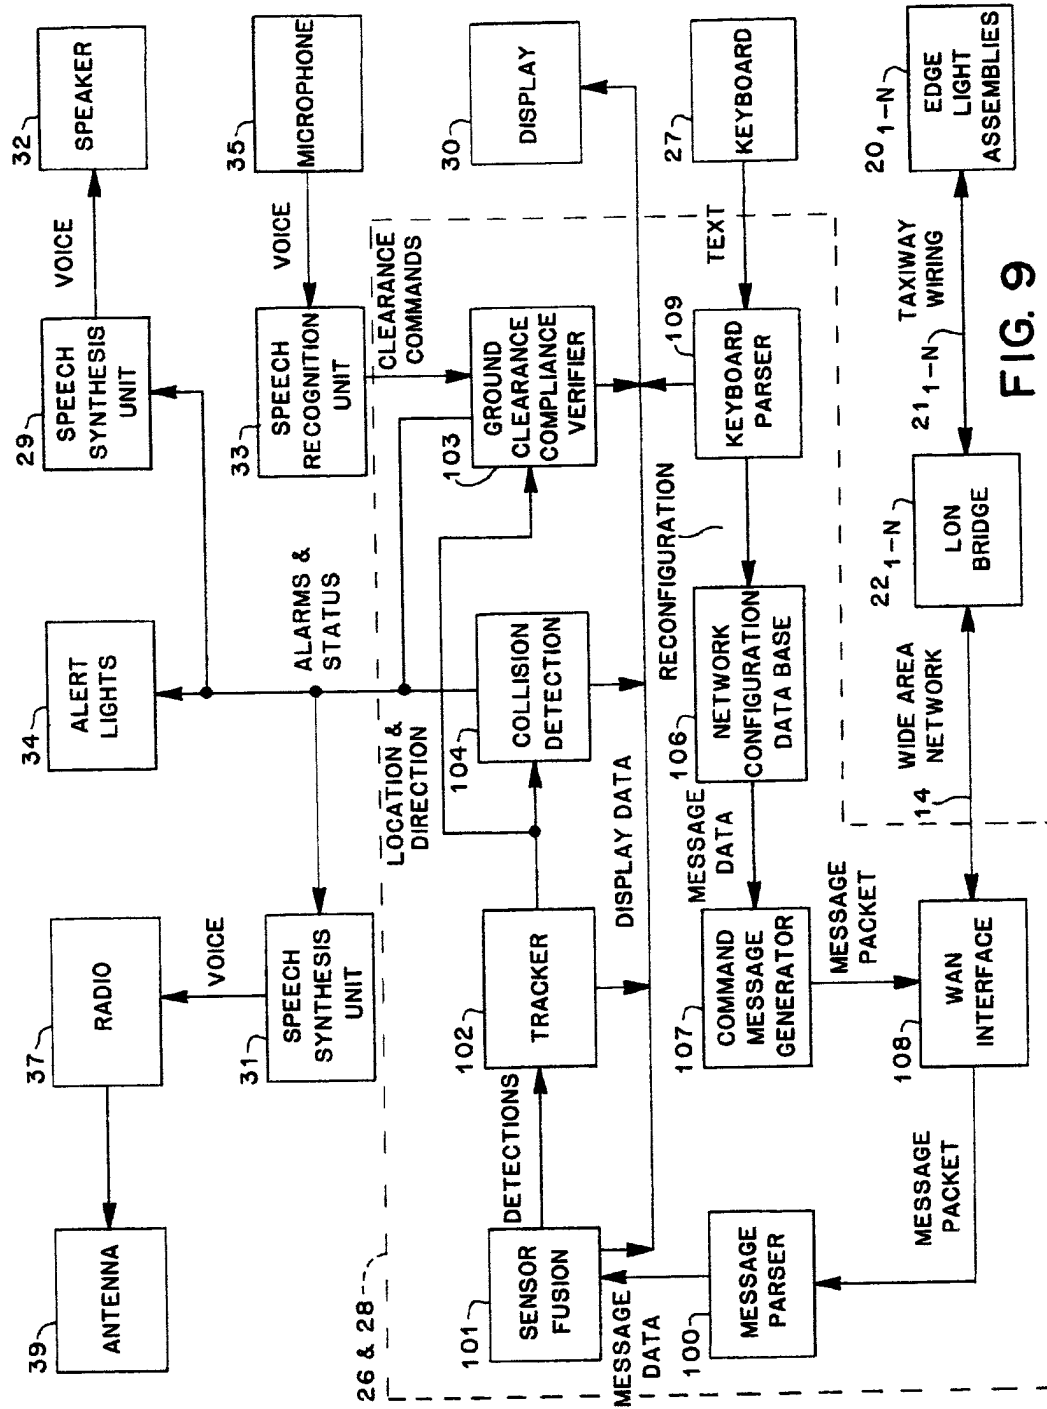 39
ANTENNA
37
RADIO
34
ALERT
LIGHTS
29
SPEECH
SYNTHESIS
UNIT
VOICE
32
SPEAKER
VOICE
31
SPEECH
SYNTHESIS
UNIT
ALARMS &
STATUS
33
SPEECH
RECOGNITION
UNIT
VOICE
35
MICROPHONE
26 & 28
LOCATION &
DIRECTION
CLEARANCE
COMMANDS
101
SENSOR
FUSION
DETECTIONS
102
TRACKER
104
COLLISION
DETECTION
103
GROUND
CLEARANCE
COMPLIANCE
VERIFIER
30
DISPLAY
MESSAGE
DATA
DISPLAY DATA
RECONFIGURATION
100
MESSAGE
PARSER
107
COMMAND
MESSAGE
GENERATOR
MESSAGE
DATA
106
NETWORK
CONFIGURATION
DATA BASE
109
KEYBOARD
PARSER
TEXT
27
KEYBOARD
MESSAGE
PACKET
MESSAGE
PACKET
108
WAN
INTERFACE
14
WIDE AREA
NETWORK
22 1-N
LON
BRIDGE
21 1-N
TAXIWAY
WIRING
20 1-N
EDGE
LIGHT
ASSEMBLIES
FIG. 9